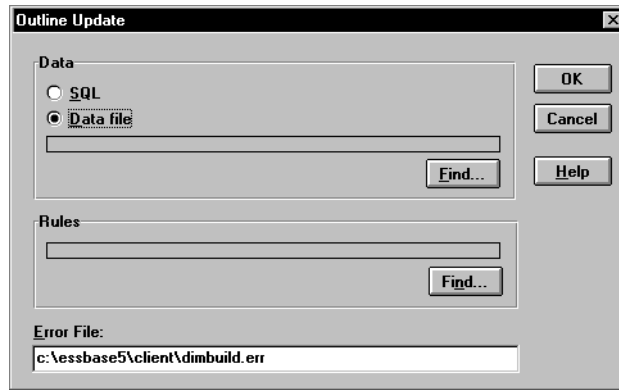 Outline Update
Data
SQL
Data file
Find...
OK
Cancel
Help
Rules
Find...
Error File:
c:\essbase5\client\dimbuild.err